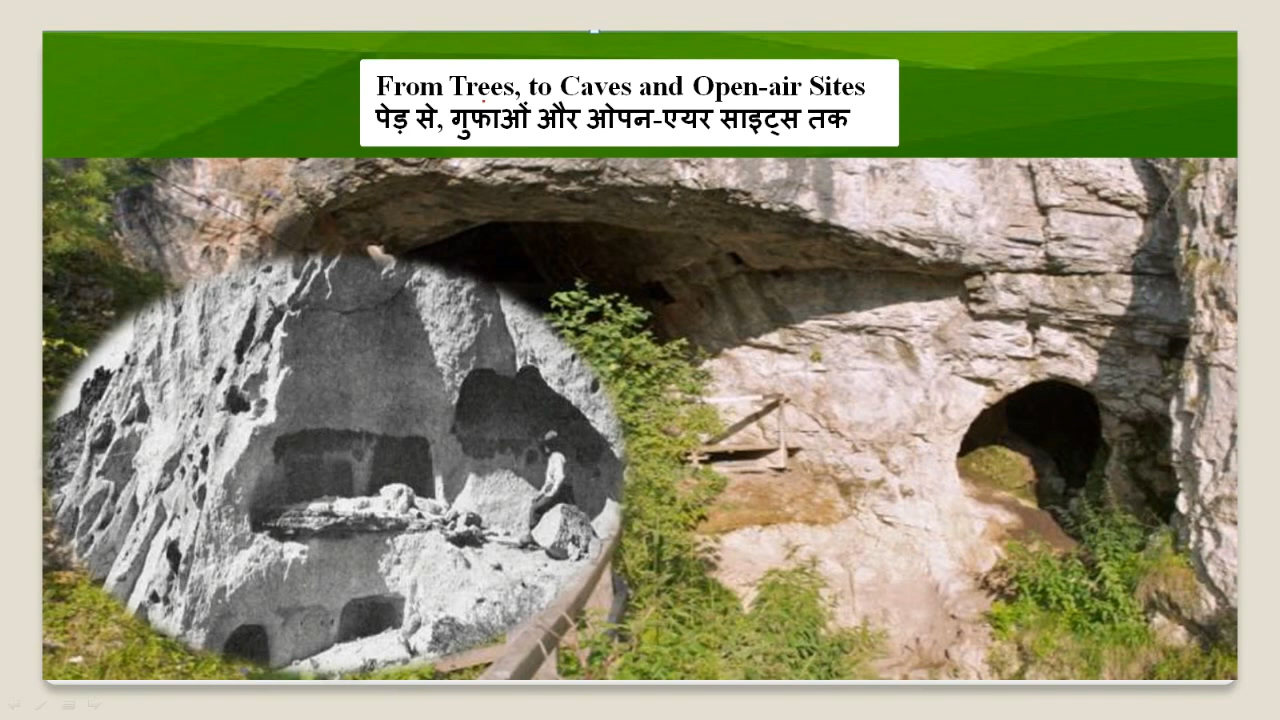 From Trees, to Caves and Open-air Sites
पेड़ से, गुफाओं और ओपन-एयर साइट्स तक